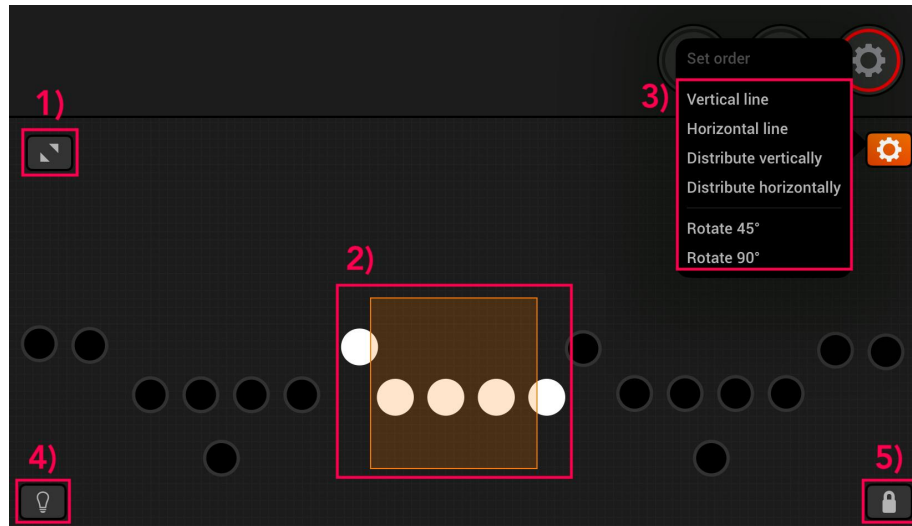 Set order
1)
3)
Vertical line
Horizontal line
Distribute vertically
Distribute horizontally
Rotate 45°
2)
Rotate 90°
4)
5)